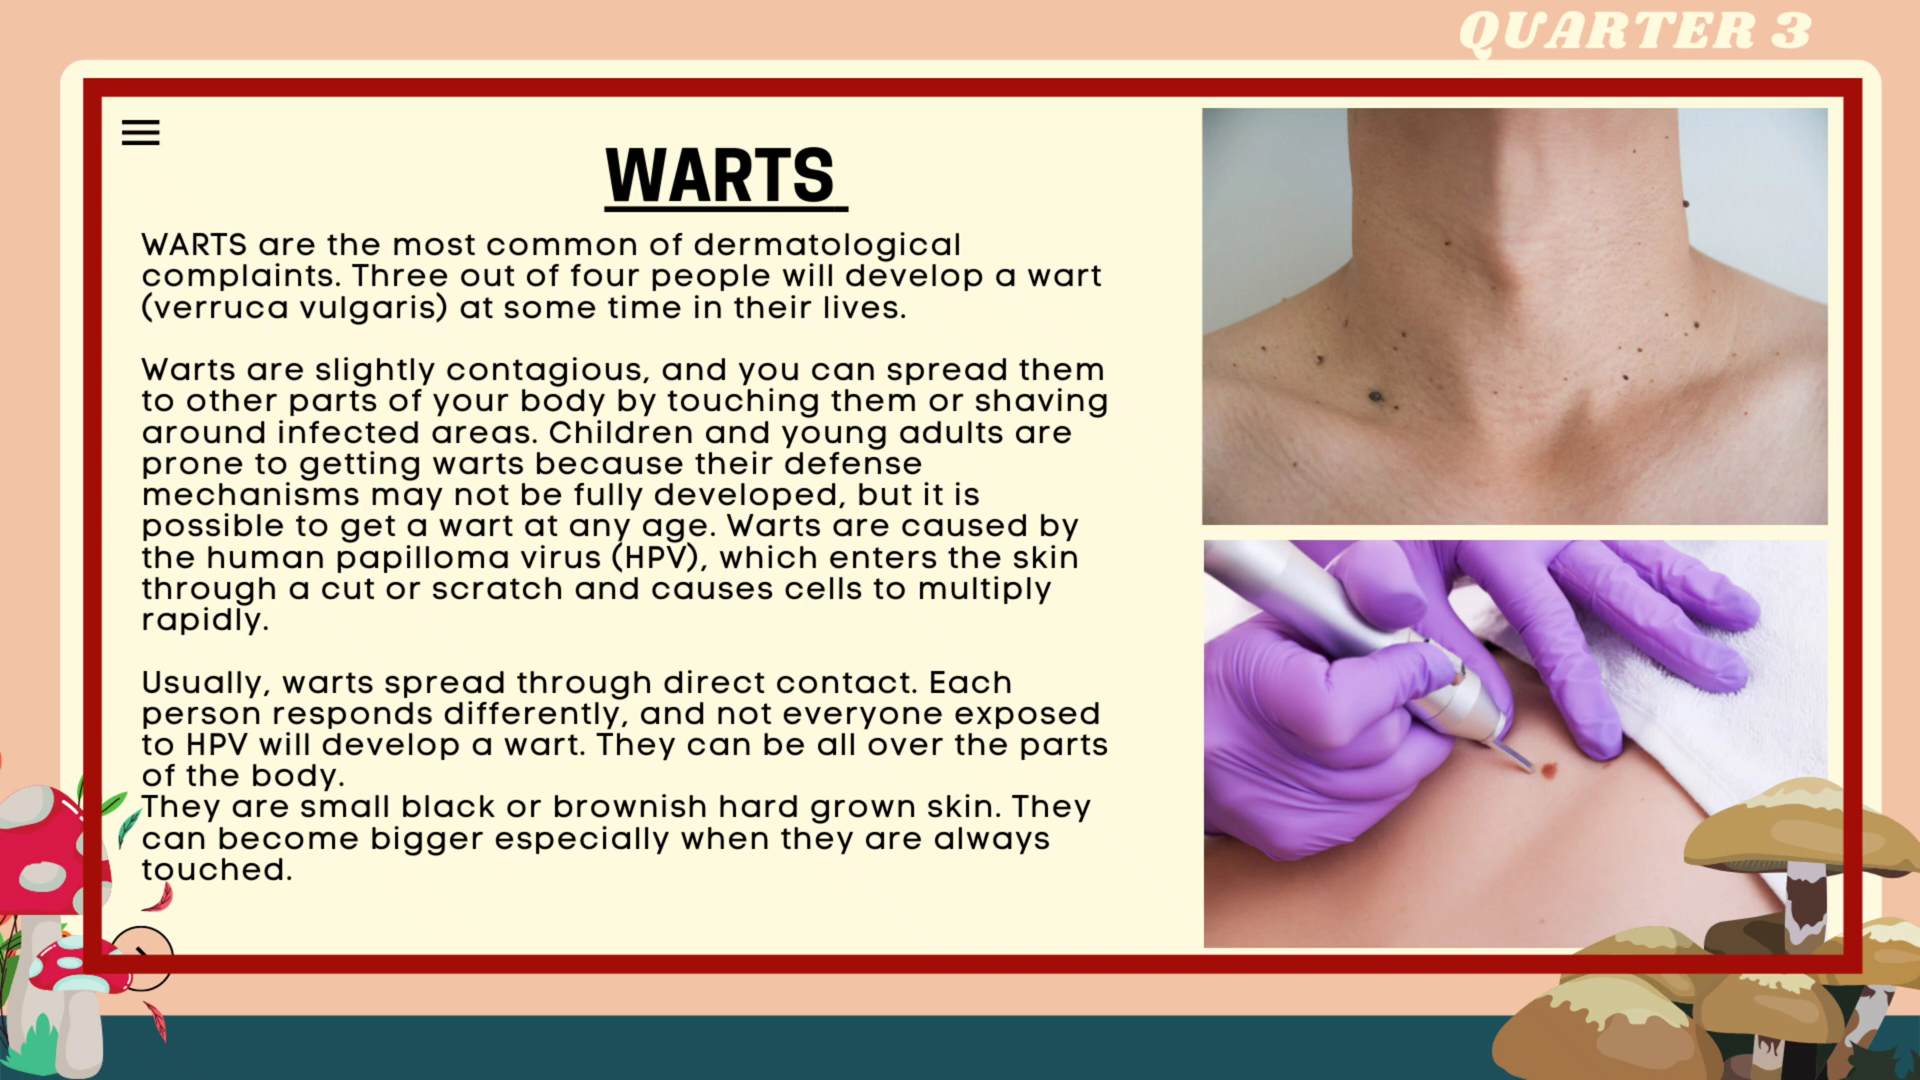 QUARTER 3
WARTS
WARTS are the most common of dermatological
complaints. Three out of four people will develop a wart
(verruca vulgaris) at some time in their lives.
Warts are slightly contagious, and you can spread them
to other parts of your body by touching them or shaving
around infected areas. Children and young adults are
prone to getting warts because their defense
mechanisms may not be fully developed, but it is
possible to get a wart at any age. Warts are caused by
the human papilloma virus (HPV), which enters the skin
through a cut or scratch and causes cells to multiply
rapidly.
Usually, warts spread through direct contact. Each
person responds differently, and not everyone exposed
to HPV will develop a wart. They can be all over the parts
of the body.
They are small black or brownish hard grown skin. They
can become bigger especially when they are always
touched.